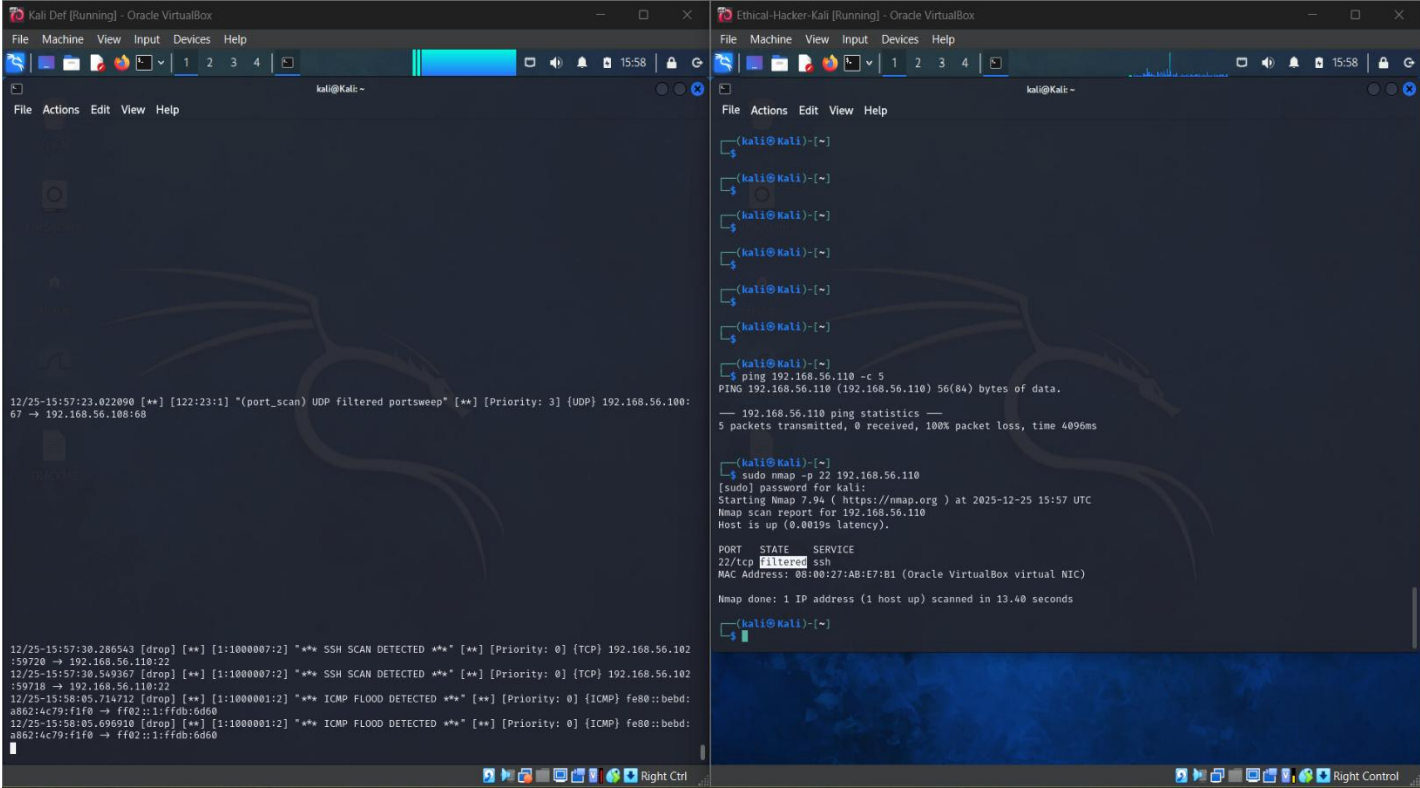 Kali Def [Running] - Oracle VirtualBox
File Machine View Input Devices Help
1 2 3 4
15:58
kali@Kali: ~
File Actions Edit View Help
12/25-15:57:23.022090 [**] [122:23:1] "(port_scan) UDP filtered portsweep" [**] [Priority: 3] {UDP} 192.168.56.100:
67 → 192.168.56.108:68
12/25-15:57:30.286543 [drop] [**] [1:1000007:2] "*** SSH SCAN DETECTED ***" [**] [Priority: 0] {TCP} 192.168.56.102
:59720 → 192.168.56.110:22
12/25-15:57:30.549367 [drop] [**] [1:1000007:2] "*** SSH SCAN DETECTED ***" [**] [Priority: 0] {TCP} 192.168.56.102
:59718 → 192.168.56.110:22
12/25-15:58:05.714712 [drop] [**] [1:1000001:2] "*** ICMP FLOOD DETECTED ***" [**] [Priority: 0] {ICMP} fe80::bebd:
a862:4c79:f1f0 → ff02::1:ffdb:6d60
12/25-15:58:05.696910 [drop] [**] [1:1000001:2] "*** ICMP FLOOD DETECTED ***" [**] [Priority: 0] {ICMP} fe80::bebd:
a862:4c79:f1f0 → ff02::1:ffdb:6d60
Right Ctrl
Ethical-Hacker-Kali [Running] - Oracle VirtualBox
File Machine View Input Devices Help
1 2 3 4
15:58
kali@Kali: ~
File Actions Edit View Help
┌──(kali㉿Kali)-[~]
└─$
┌──(kali㉿Kali)-[~]
└─$
┌──(kali㉿Kali)-[~]
└─$
┌──(kali㉿Kali)-[~]
└─$
┌──(kali㉿Kali)-[~]
└─$
┌──(kali㉿Kali)-[~]
└─$
┌──(kali㉿Kali)-[~]
└─$ ping 192.168.56.110 -c 5
PING 192.168.56.110 (192.168.56.110) 56(84) bytes of data.
— 192.168.56.110 ping statistics —
5 packets transmitted, 0 received, 100% packet loss, time 4096ms
┌──(kali㉿Kali)-[~]
└─$ sudo nmap -p 22 192.168.56.110
[sudo] password for kali:
Starting Nmap 7.94 ( https://nmap.org ) at 2025-12-25 15:57 UTC
Nmap scan report for 192.168.56.110
Host is up (0.0019s latency).
PORT STATE SERVICE
22/tcp filtered ssh
MAC Address: 08:00:27:AB:E7:B1 (Oracle VirtualBox virtual NIC)
Nmap done: 1 IP address (1 host up) scanned in 13.40 seconds
┌──(kali㉿Kali)-[~]
└─$
Right Control